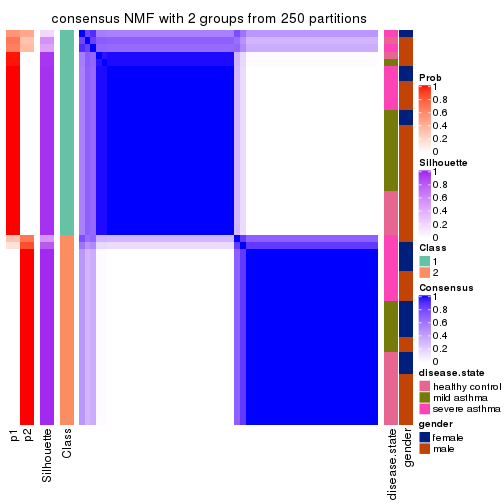 consensus NMF with 2 groups from 250 partitions
Prob
1
0.8
0.6
0.4
0.2
0
Silhouette
1
0.8
0.6
0.4
0.2
0
Class
1
2
Consensus
1
0.8
0.6
0.4
0.2
0
disease.state
healthy control
mild asthma
severe asthma
gender
female
male
p1
p2
Silhouette
Class
disease.state
gender